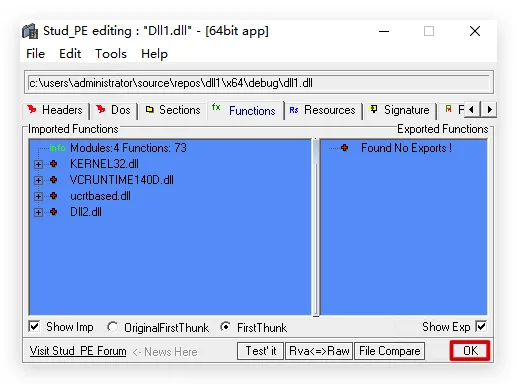 Stud_PE editing : "Dll1.dll" - [64bit app]
File Edit Tools Help
c:\users\administrator\source\repos\dll1\x64\debug\dll1.dll
Headers Dos Sections fx Functions Rs Resources Signature F
Imported Functions Exported Functions
info Modules:4 Functions: 73
KERNEL32.dll
VCRUNTIME140D.dll
ucrtbased.dll
Dll2.dll
Found No Exports !
Show Imp OriginalFirstThunk FirstThunk Show Exp
Visit Stud_PE Forum <- News Here Test' it Rva<=>Raw File Compare OK